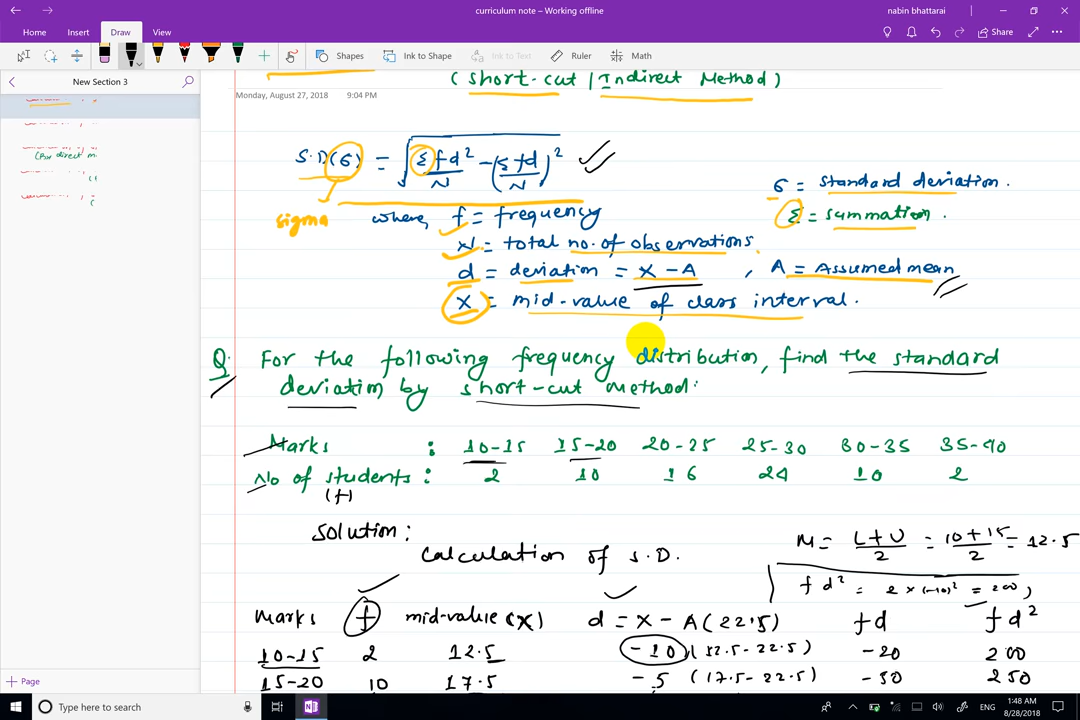 curriculum note – Working offline
nabin bhattarai
Home Insert Draw View
Share
Shapes Ink to Shape Ink to Text Ruler Math
New Section 3
(Short-cut / Indirect Method)
Monday, August 27, 2018 9:04 PM
S.D(σ) = √ Σfd²/N - (Σfd/N)²
σ = standard deviation.
sigma
where, f = frequency
Σ = summation.
N = total no. of observations.
d = deviation = X - A , A = Assumed mean
X = mid-value of class interval.
Q. For the following frequency distribution, find the standard
deviation by short-cut method:
Marks : 10-15 15-20 20-25 25-30 30-35 35-40
No of students : 2 10 16 24 10 2
(f)
Solution:
M = L+U/2 = 10+15/2 = 12.5
Calculation of S.D.
fd² = 2 × (-10)² = 200,
Marks f mid-value (X) d = X - A (22.5) fd fd²
10-15 2 12.5 -10 (12.5-22.5) -20 200
15-20 10 17.5 -5 (17.5-22.5) -50 250
Page
Type here to search
ENG
1:48 AM
8/28/2018